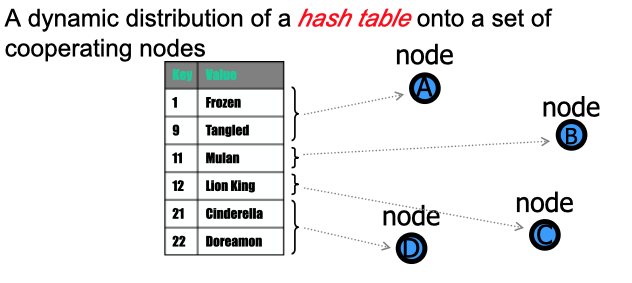 A dynamic distribution of a hash table onto a set of
cooperating nodes
Key Value
1 Frozen
9 Tangled
11 Mulan
12 Lion King
21 Cinderella
22 Doreamon
node
A
node
B
node
C
node
D